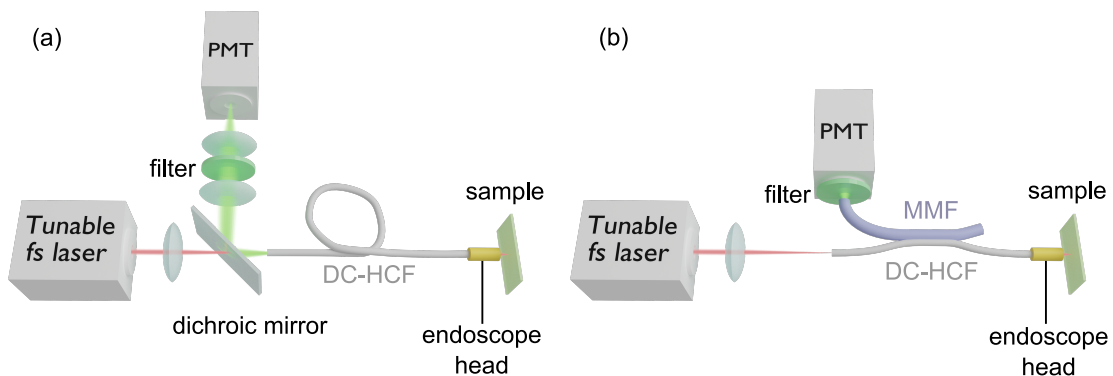 (a)
PMT
filter
Tunable
fs laser
dichroic mirror
DC-HCF
sample
endoscope
head
(b)
PMT
filter
Tunable
fs laser
MMF
DC-HCF
sample
endoscope
head